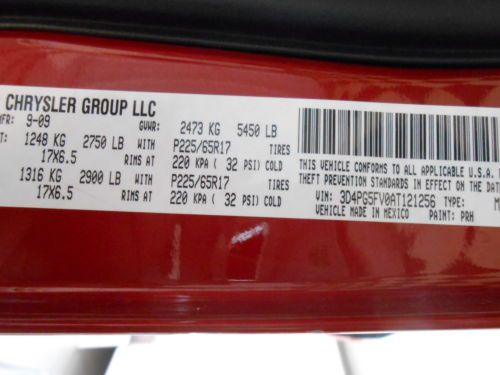 CHRYSLER GROUP LLC
MFR: 9-09 GVWR: 2473 KG 5450 LB
1248 KG 2750 LB WITH P225/65R17 TIRES
17X6.5 RIMS AT 220 KPA ( 32 PSI) COLD
1316 KG 2900 LB WITH P225/65R17 TIRES
17X6.5 RIMS AT 220 KPA ( 32 PSI) COLD
THIS VEHICLE CONFORMS TO ALL APPLICABLE U.S.A.
THEFT PREVENTION STANDARDS IN EFFECT ON THE
VIN: 3D4PG5FV0AT121256 TYPE:
VEHICLE MADE IN MEXICO PAINT: PRH